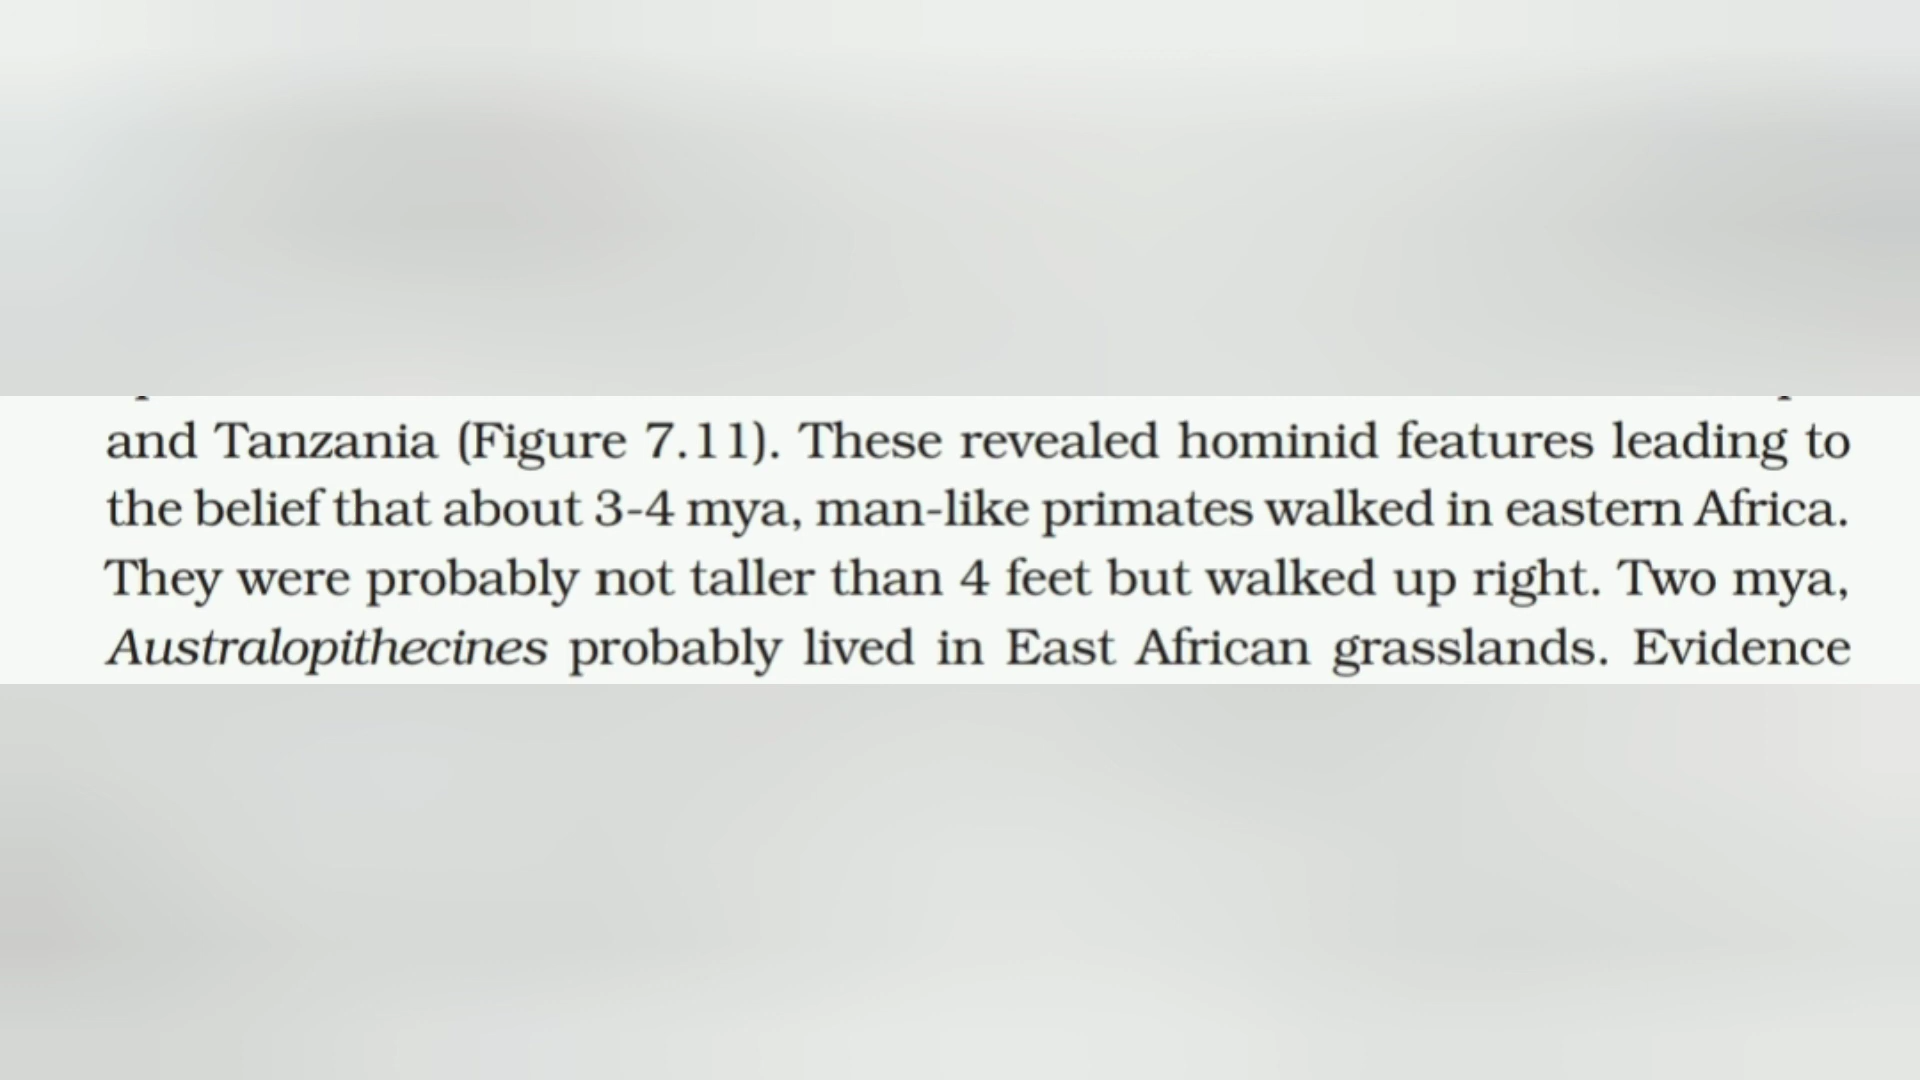 and Tanzania (Figure 7.11). These revealed hominid features leading to
the belief that about 3-4 mya, man-like primates walked in eastern Africa.
They were probably not taller than 4 feet but walked up right. Two mya,
Australopithecines probably lived in East African grasslands. Evidence